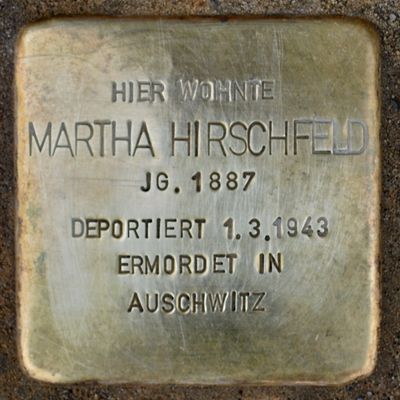 HIER WOHNTE
MARTHA HIRSCHFELD
JG. 1887
DEPORTIERT 1.3.1943
ERMORDET IN
AUSCHWITZ